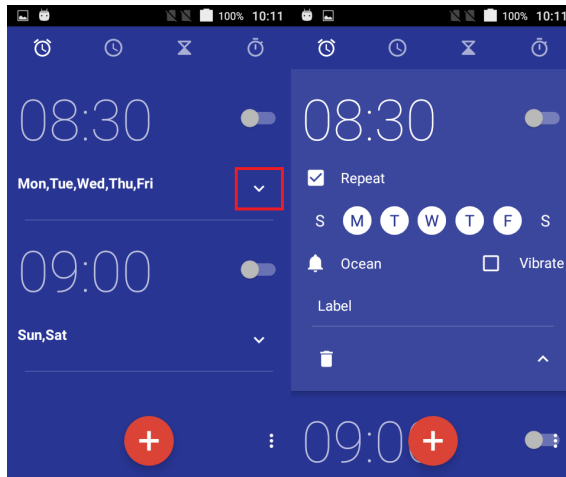 100% 10:11
08:30
Mon,Tue,Wed,Thu,Fri
09:00
Sun,Sat
100% 10:11
08:30
Repeat
S M T W T F S
Ocean Vibrate
Label